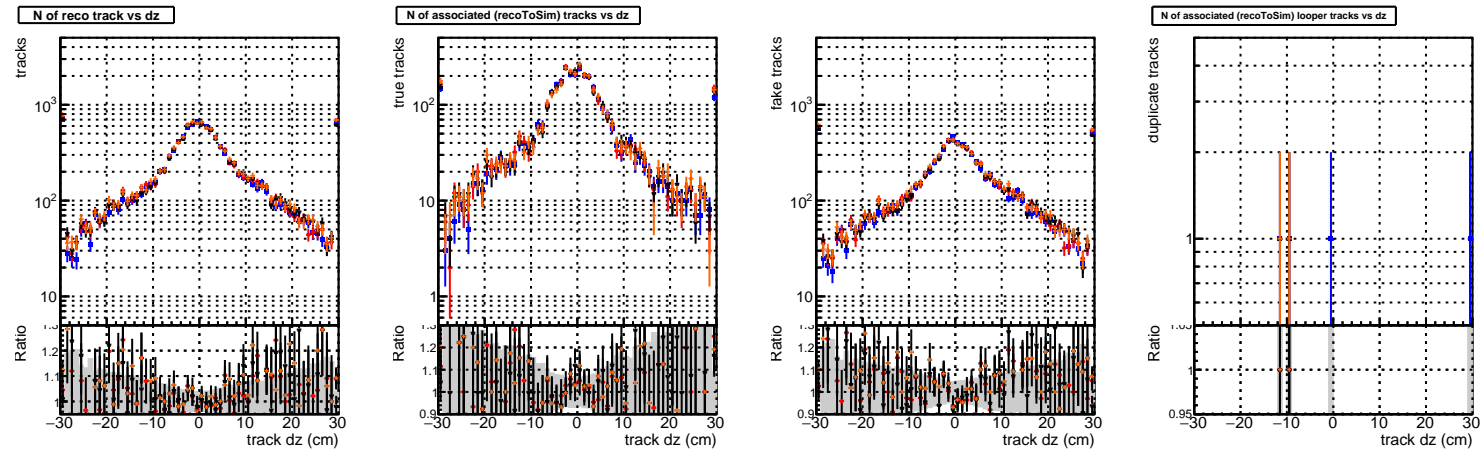 N of reco track vs dz
tracks
10³
10²
10
Ratio
1.3
1.2
1.1
1
−30 −20 −10 0 10 20 30
track dz (cm)
N of associated (recoToSim) tracks vs dz
true tracks
10²
10
1
Ratio
1.3
1.2
1.1
1
0.9
−30 −20 −10 0 10 20 30
track dz (cm)
fake tracks
10³
10²
10
Ratio
1.3
1.2
1.1
1
0.9
−30 −20 −10 0 10 20 30
track dz (cm)
N of associated (recoToSim) looper tracks vs dz
duplicate tracks
1
Ratio
1.05
1
0.95
−30 −20 −10 0 10 20 30
track dz (cm)